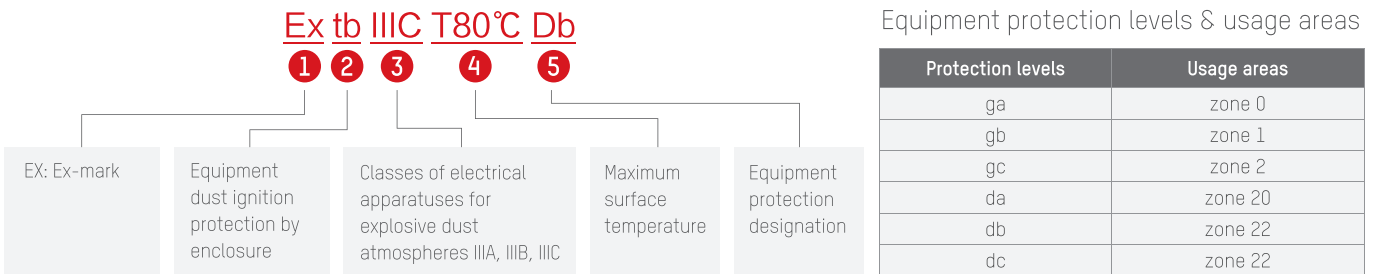 Ex tb IIIC T80℃ Db
1 2 3 4 5
EX: Ex-mark
Equipment
dust ignition
protection by
enclosure
Classes of electrical
apparatuses for
explosive dust
atmospheres IIIA, IIIB, IIIC
Maximum
surface
temperature
Equipment
protection
designation
Equipment protection levels & usage areas
Protection levels Usage areas
ga zone 0
gb zone 1
gc zone 2
da zone 20
db zone 22
dc zone 22